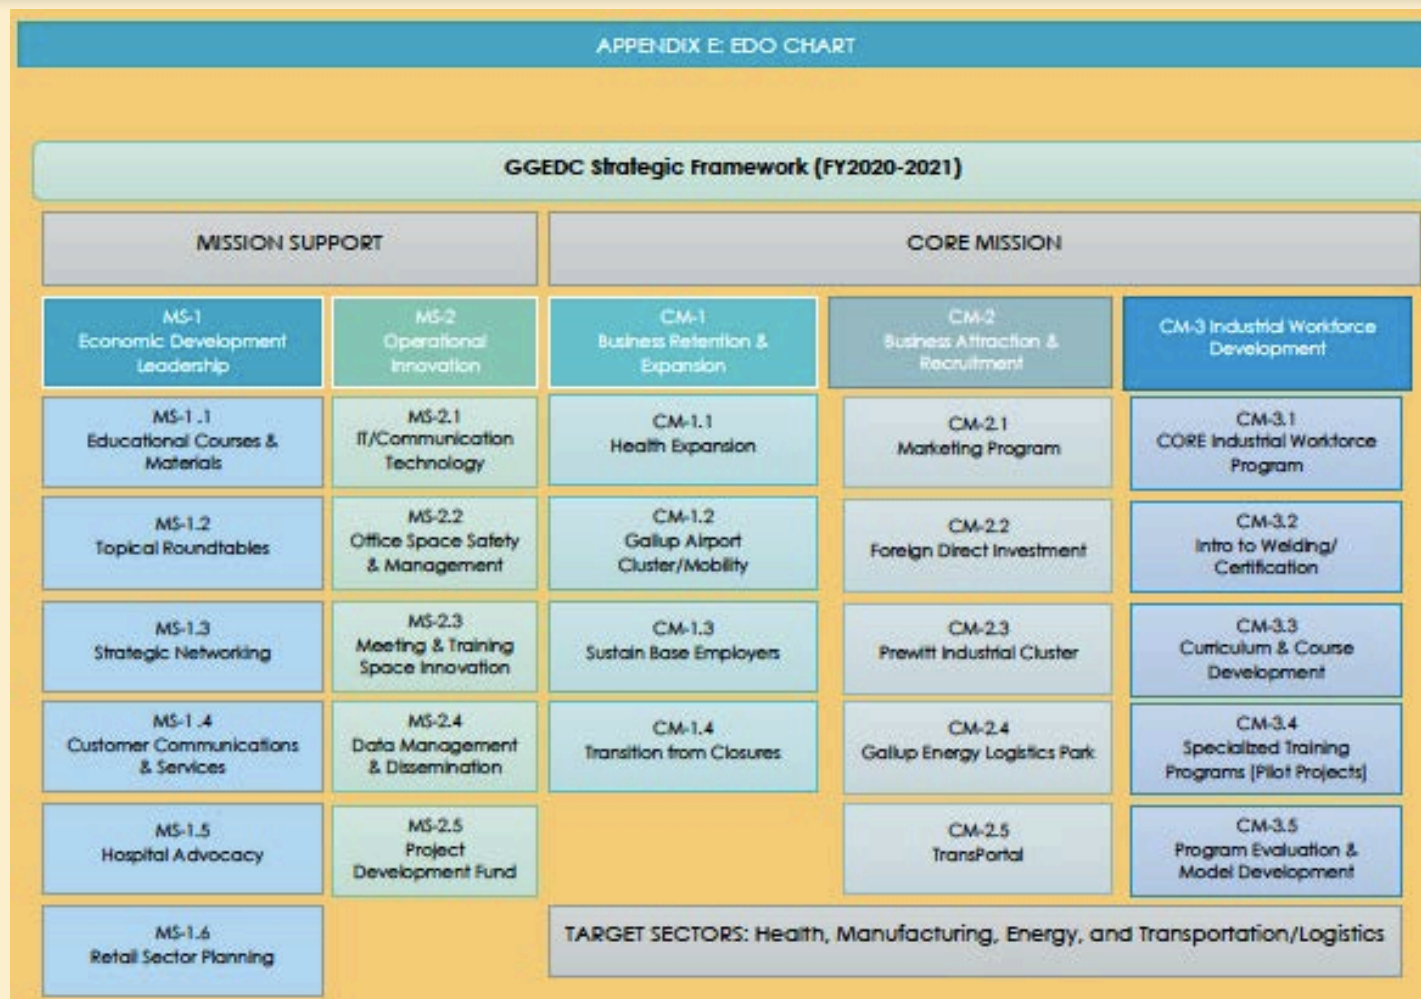 APPENDIX E: EDO CHART
GGEDC Strategic Framework (FY2020-2021)
MISSION SUPPORT
CORE MISSION
MS-1
Economic Development
Leadership
MS-2
Operational
Innovation
CM-1
Business Retention &
Expansion
CM-2
Business Attraction &
Recruitment
CM-3 Industrial Workforce
Development
MS-1 .1
Educational Courses &
Materials
MS-2.1
IT/Communication
Technology
CM-1.1
Health Expansion
CM-2.1
Marketing Program
CM-3.1
CORE Industrial Workforce
Program
MS-1.2
Topical Roundtables
MS-2.2
Office Space Safety
& Management
CM-1.2
Gallup Airport
Cluster/Mobility
CM-2.2
Foreign Direct Investment
CM-3.2
Intro to Welding/
Certification
MS-1.3
Strategic Networking
MS-2.3
Meeting & Training
Space Innovation
CM-1.3
Sustain Base Employers
CM-2.3
Prewitt Industrial Cluster
CM-3.3
Curriculum & Course
Development
MS-1 .4
Customer Communications
& Services
MS-2.4
Data Management
& Dissemination
CM-1.4
Transition from Closures
CM-2.4
Gallup Energy Logistics Park
CM-3.4
Specialized Training
Programs [Pilot Projects]
MS-1.5
Hospital Advocacy
MS-2.5
Project
Development Fund
CM-2.5
TransPortal
CM-3.5
Program Evaluation &
Model Development
MS-1.6
Retail Sector Planning
TARGET SECTORS: Health, Manufacturing, Energy, and Transportation/Logistics